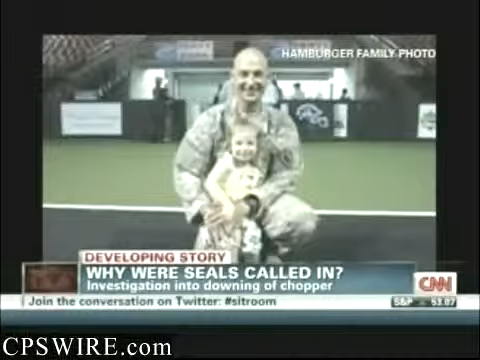 HAMBURGER FAMILY PHOTO
DEVELOPING STORY
WHY WERE SEALS CALLED IN?
Investigation into downing of chopper
CNN
Join the conversation on Twitter: #sitroom
S&P
53.07
CPSWIRE.com